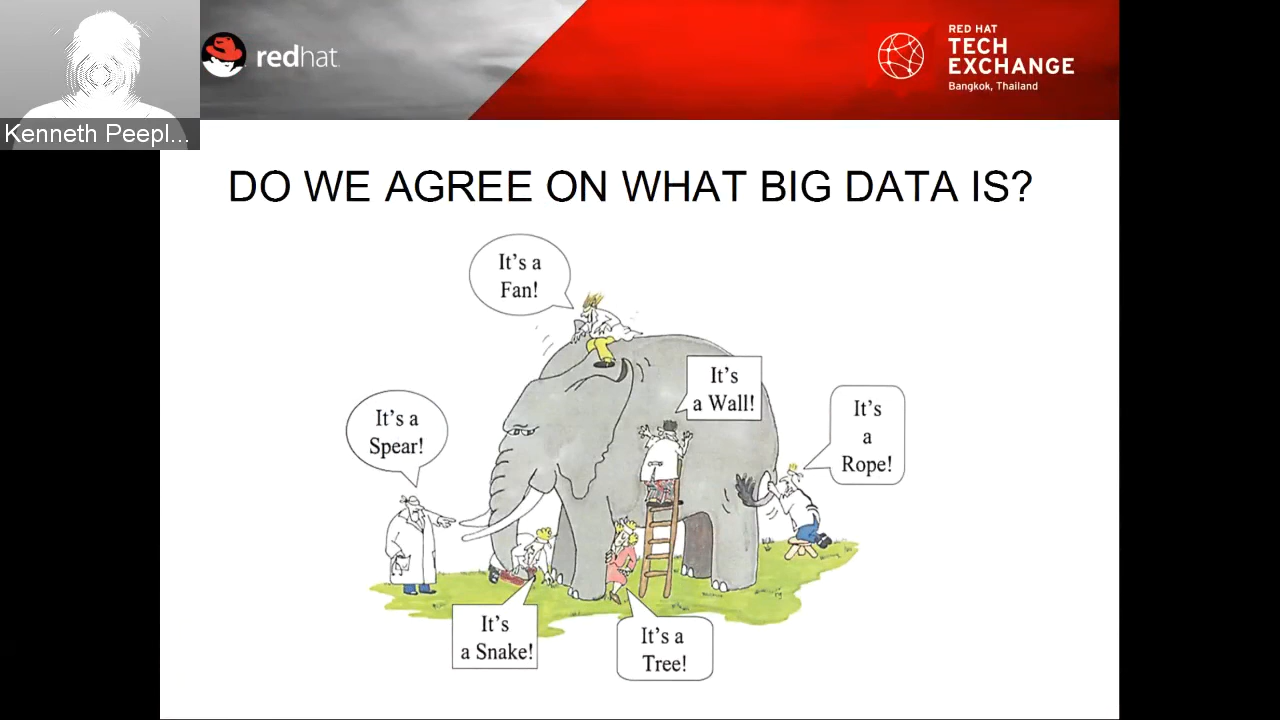 redhat.
RED HAT
TECH
EXCHANGE
Bangkok, Thailand
Kenneth Peepl...
DO WE AGREE ON WHAT BIG DATA IS?
It's a
Fan!
It's
a Wall!
It's a
Spear!
It's
a
Rope!
It's
a Snake!
It's a
Tree!